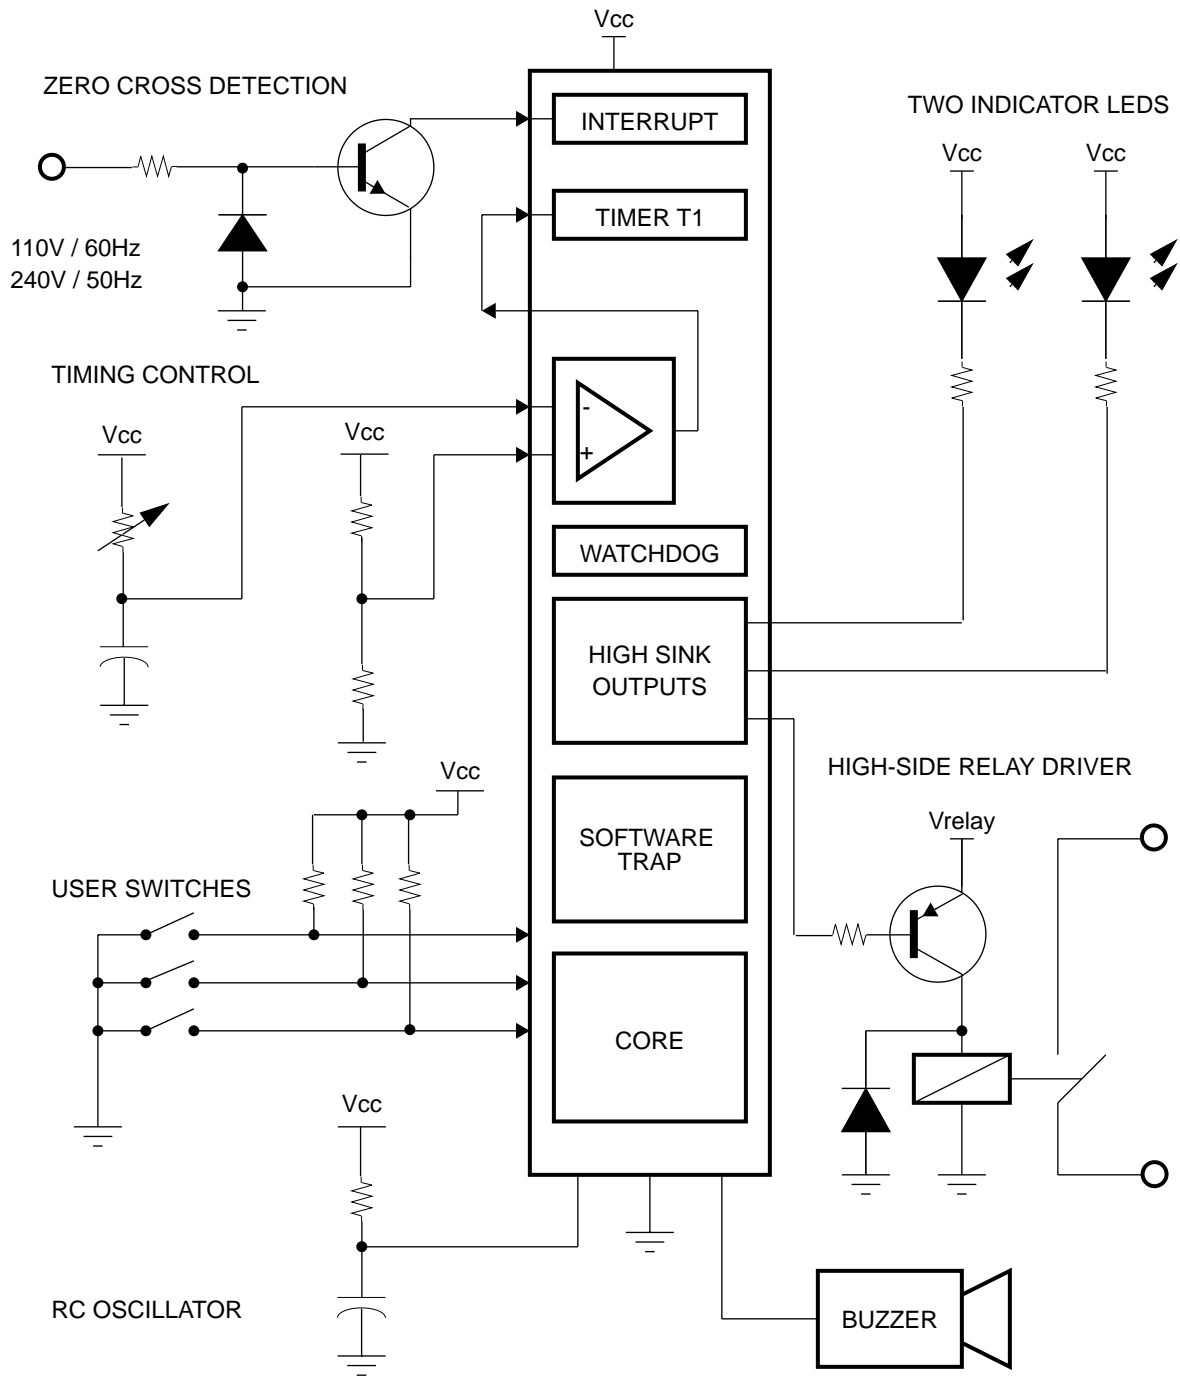 Vcc
ZERO CROSS DETECTION
TWO INDICATOR LEDS
INTERRUPT
Vcc
Vcc
TIMER T1
110V / 60Hz
240V / 50Hz
TIMING CONTROL
-
Vcc
Vcc
+
WATCHDOG
HIGH SINK
OUTPUTS
HIGH-SIDE RELAY DRIVER
Vcc
Vrelay
SOFTWARE
TRAP
USER SWITCHES
CORE
Vcc
RC OSCILLATOR
BUZZER